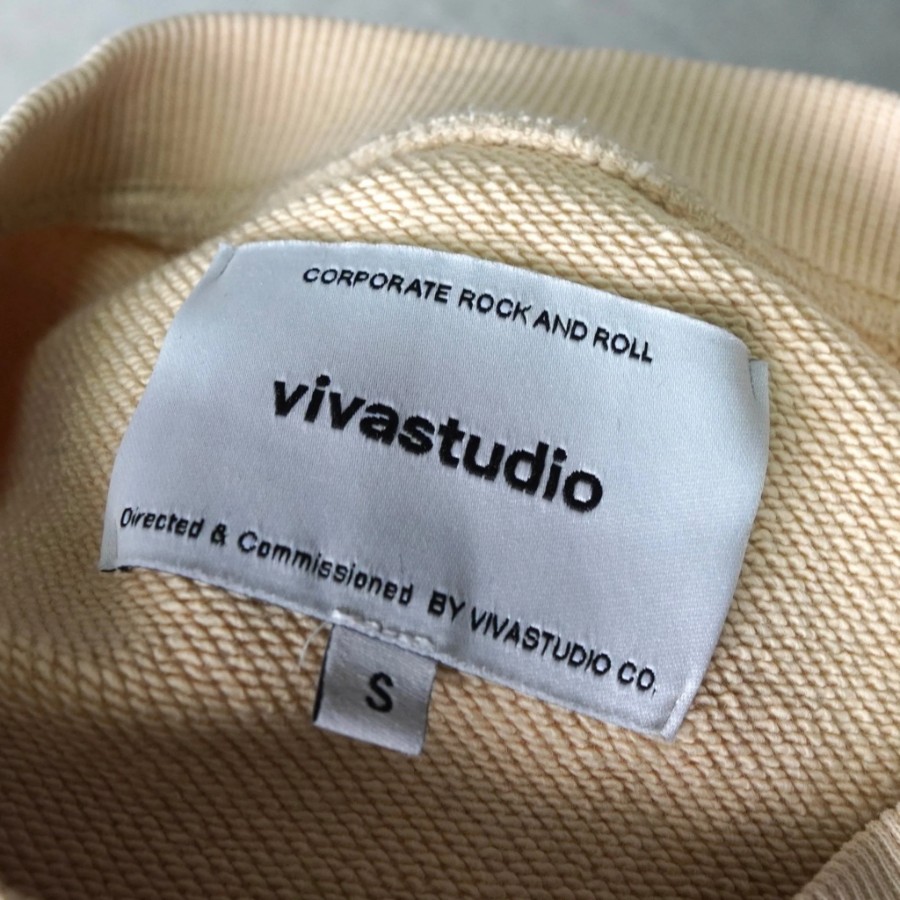 CORPORATE ROCK AND ROLL
vivastudio
Directed & Commissioned BY VIVASTUDIO CO.
S